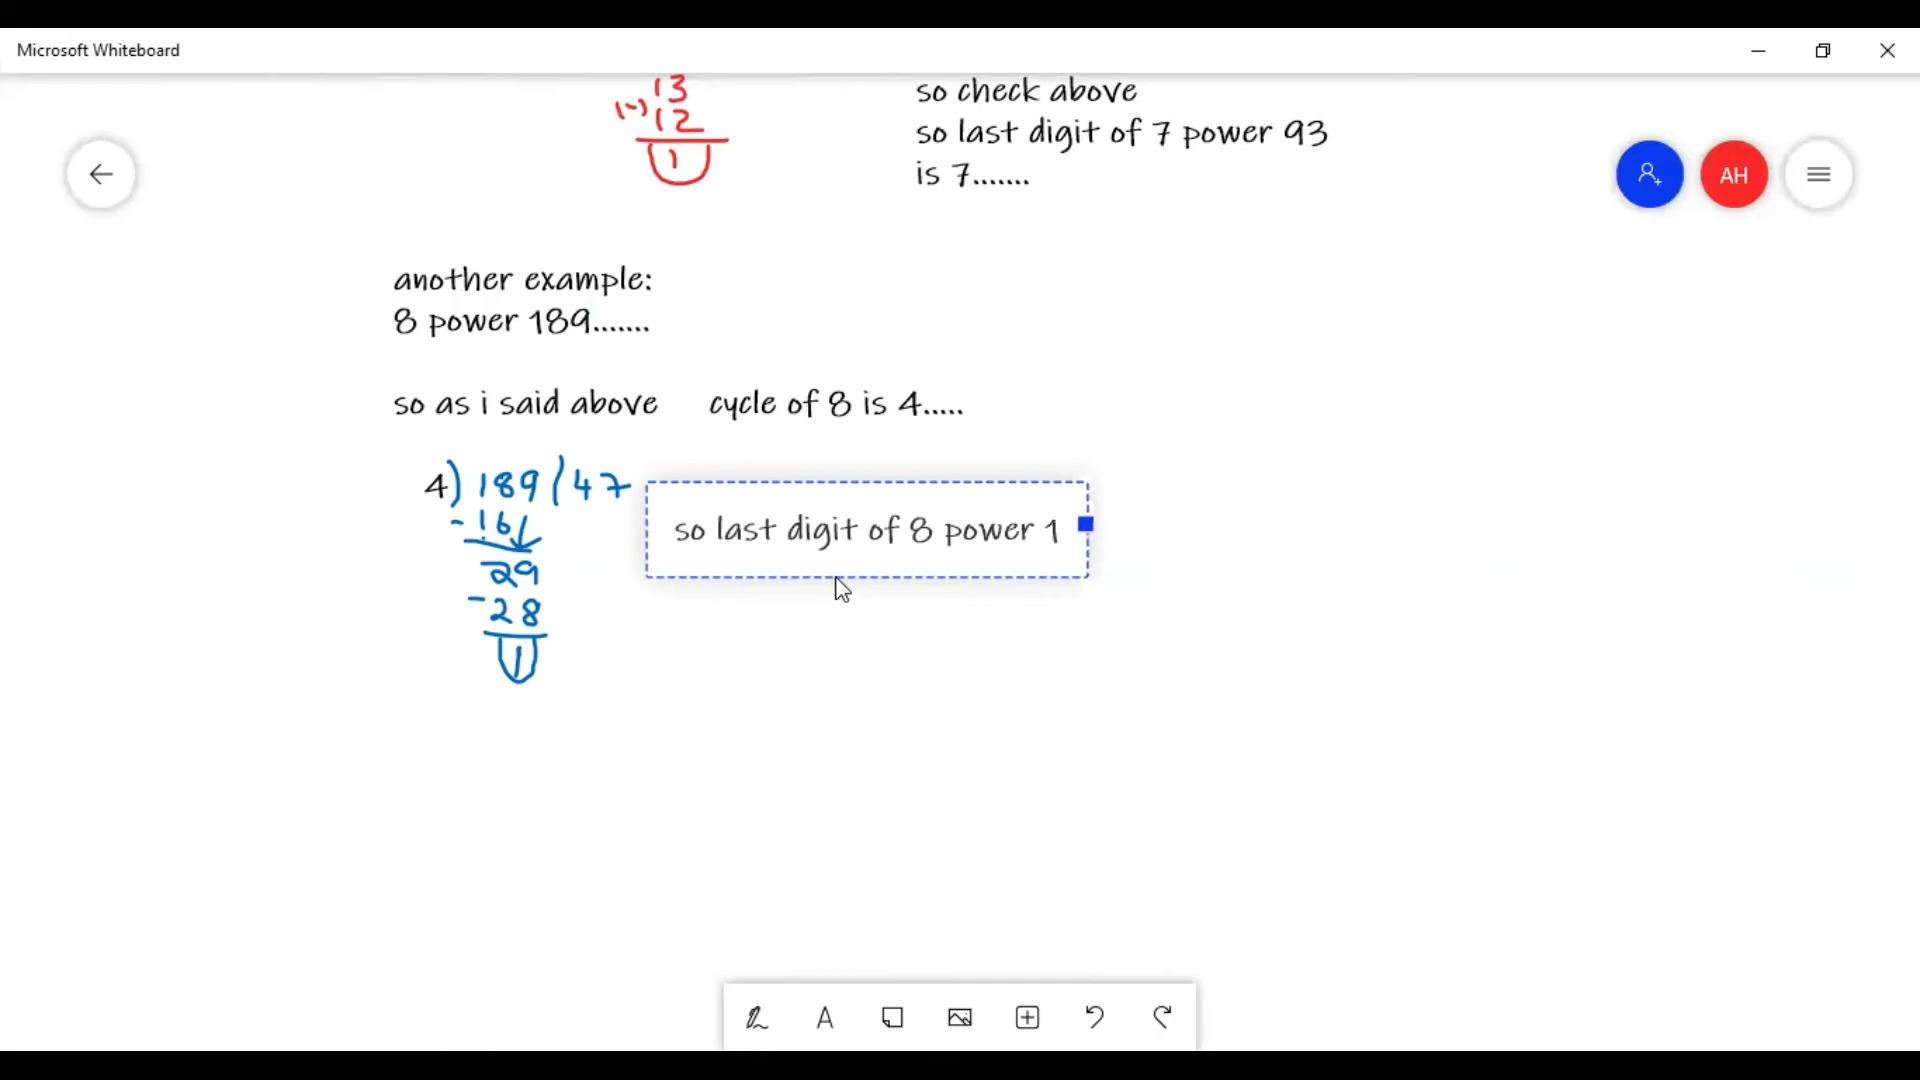 Microsoft Whiteboard
13
(-) 12
1
so check above
so last digit of 7 power 93
is 7.......
AH
another example:
8 power 189.......
so as i said above cycle of 8 is 4.....
4) 189 (47
-16↓
29
-28
1
so last digit of 8 power 1
A